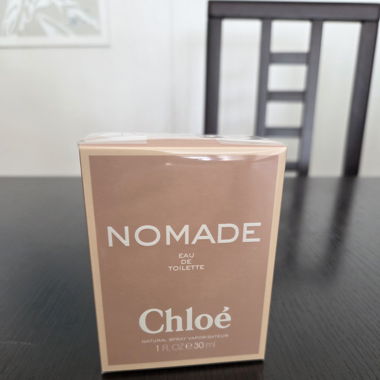 NOMADE
EAU
DE
TOILETTE
Chloé
NATURAL SPRAY VAPORISATEUR
1 FL OZ ℮ 30 ml